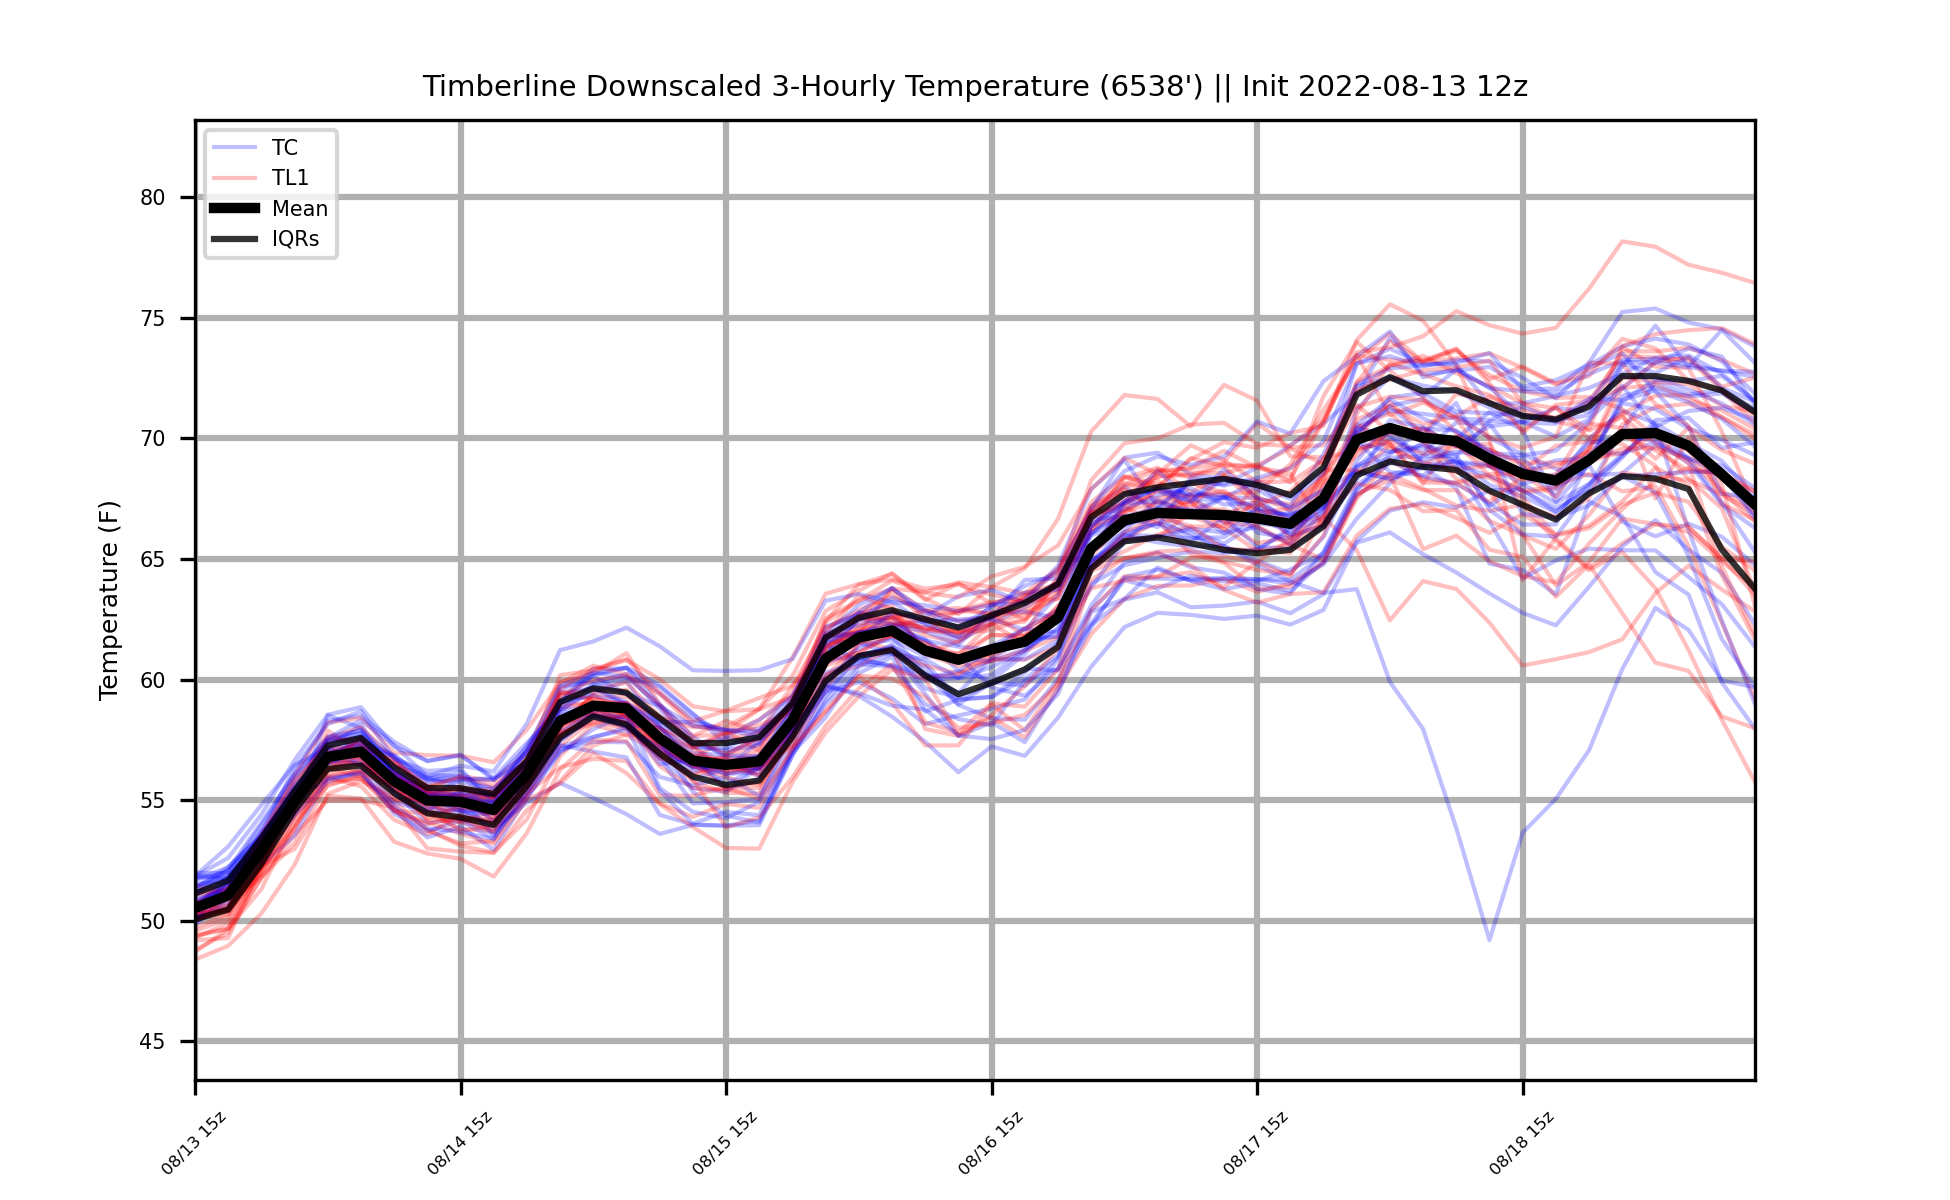 Timberline Downscaled 3-Hourly Temperature (6538') || Init 2022-08-13 12z
TC
TL1
Mean
IQRs
Temperature (F)
80
75
70
65
60
55
50
45
08/13 15z
08/14 15z
08/15 15z
08/16 15z
08/17 15z
08/18 15z